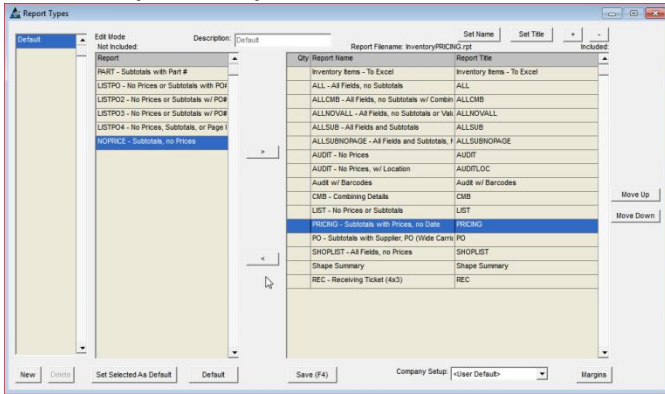 Report Types
Default
Edit Mode
Description:
Default
Set Name
Set Title
+
-
Not Included:
Report Filename: InventoryPRICING.rpt
Included:
Report
Qty
Report Name
Report Title
PART - Subtotals with Part #
LISTPO - No Prices or Subtotals with PO#
LISTPO2 - No Prices or Subtotals w/ PO#
LISTPO3 - No Prices or Subtotals w/ PO#
LISTPO4 - No Prices, Subtotals, or Page
NOPRICE - Subtotals, no Prices
>
<
Inventory Items - To Excel
Inventory Items - To Excel
ALL - All Fields, no Subtotals
ALL
ALLCMB - All Fields, no Subtotals w/ Combin
ALLCMB
ALLNOVALL - All Fields, no Subtotals or Valu
ALLNOVALL
ALLSUB - All Fields and Subtotals
ALLSUB
ALLSUBNOPAGE - All Fields and Subtotals,
ALLSUBNOPAGE
AUDIT - No Prices
AUDIT
AUDIT - No Prices, w/ Location
AUDITLOC
Audit w/ Barcodes
Audit w/ Barcodes
CMB - Combining Details
CMB
LIST - No Prices or Subtotals
LIST
PRICING - Subtotals with Prices, no Date
PRICING
PO - Subtotals with Supplier, PO (Wide Carri
PO
SHOPLIST - All Fields, no Prices
SHOPLIST
Shape Summary
Shape Summary
REC - Receiving Ticket (4x3)
REC
Move Up
Move Down
New
Delete
Set Selected As Default
Default
Save (F4)
Company Setup:
<User Default>
Margins